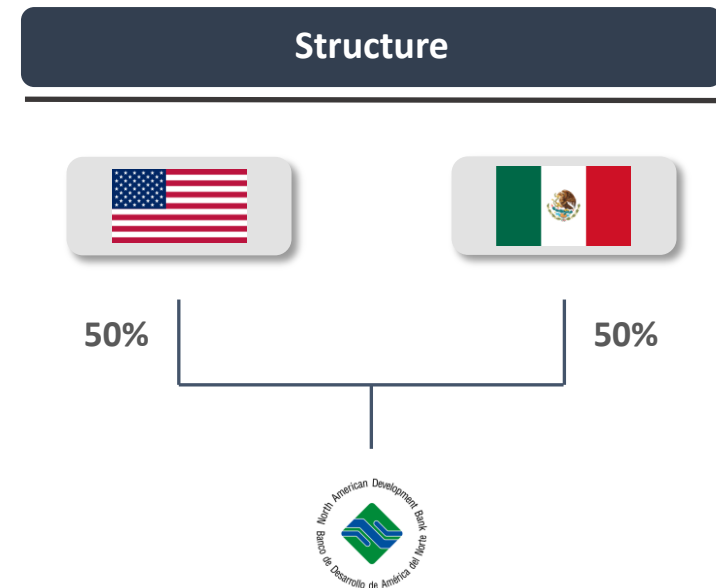 Structure
50%
50%
North American Development Bank
Banco de Desarrollo de América del Norte